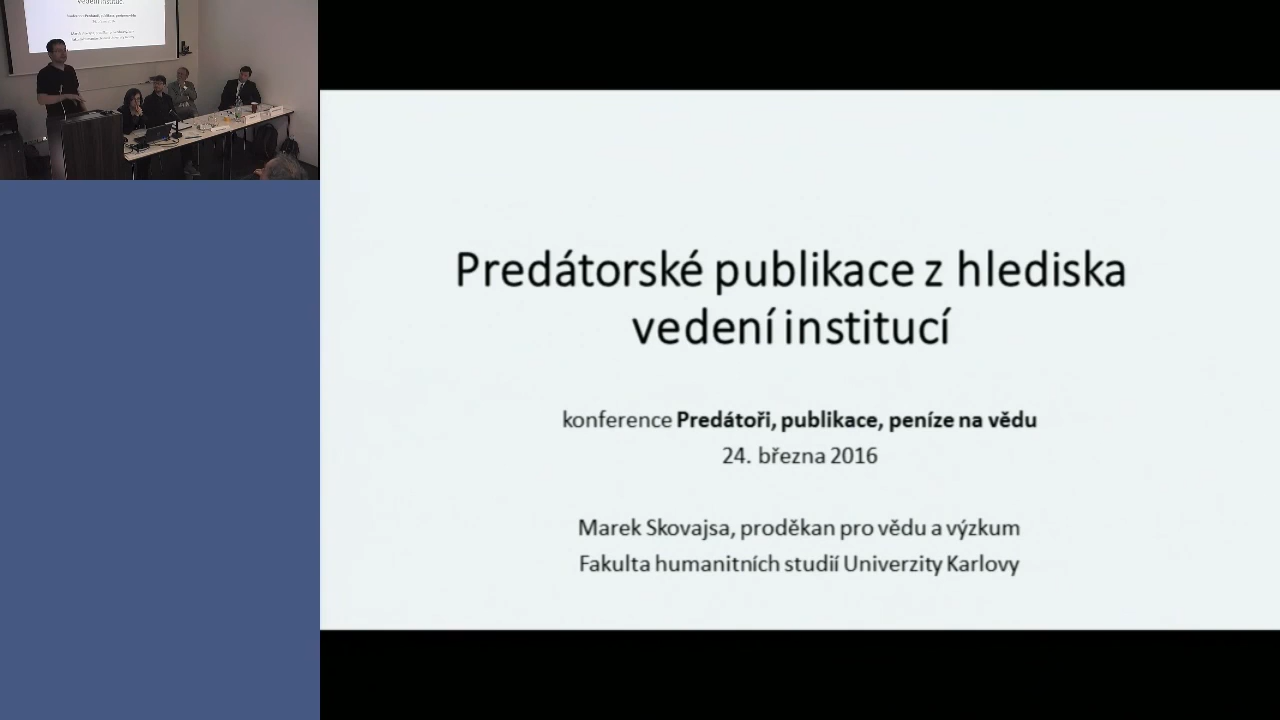 Predátorské publikace z hlediska
vedení institucí
konference Predátoři, publikace, peníze na vědu
24. března 2016
Marek Skovajsa, proděkan pro vědu a výzkum
Fakulta humanitních studií Univerzity Karlovy